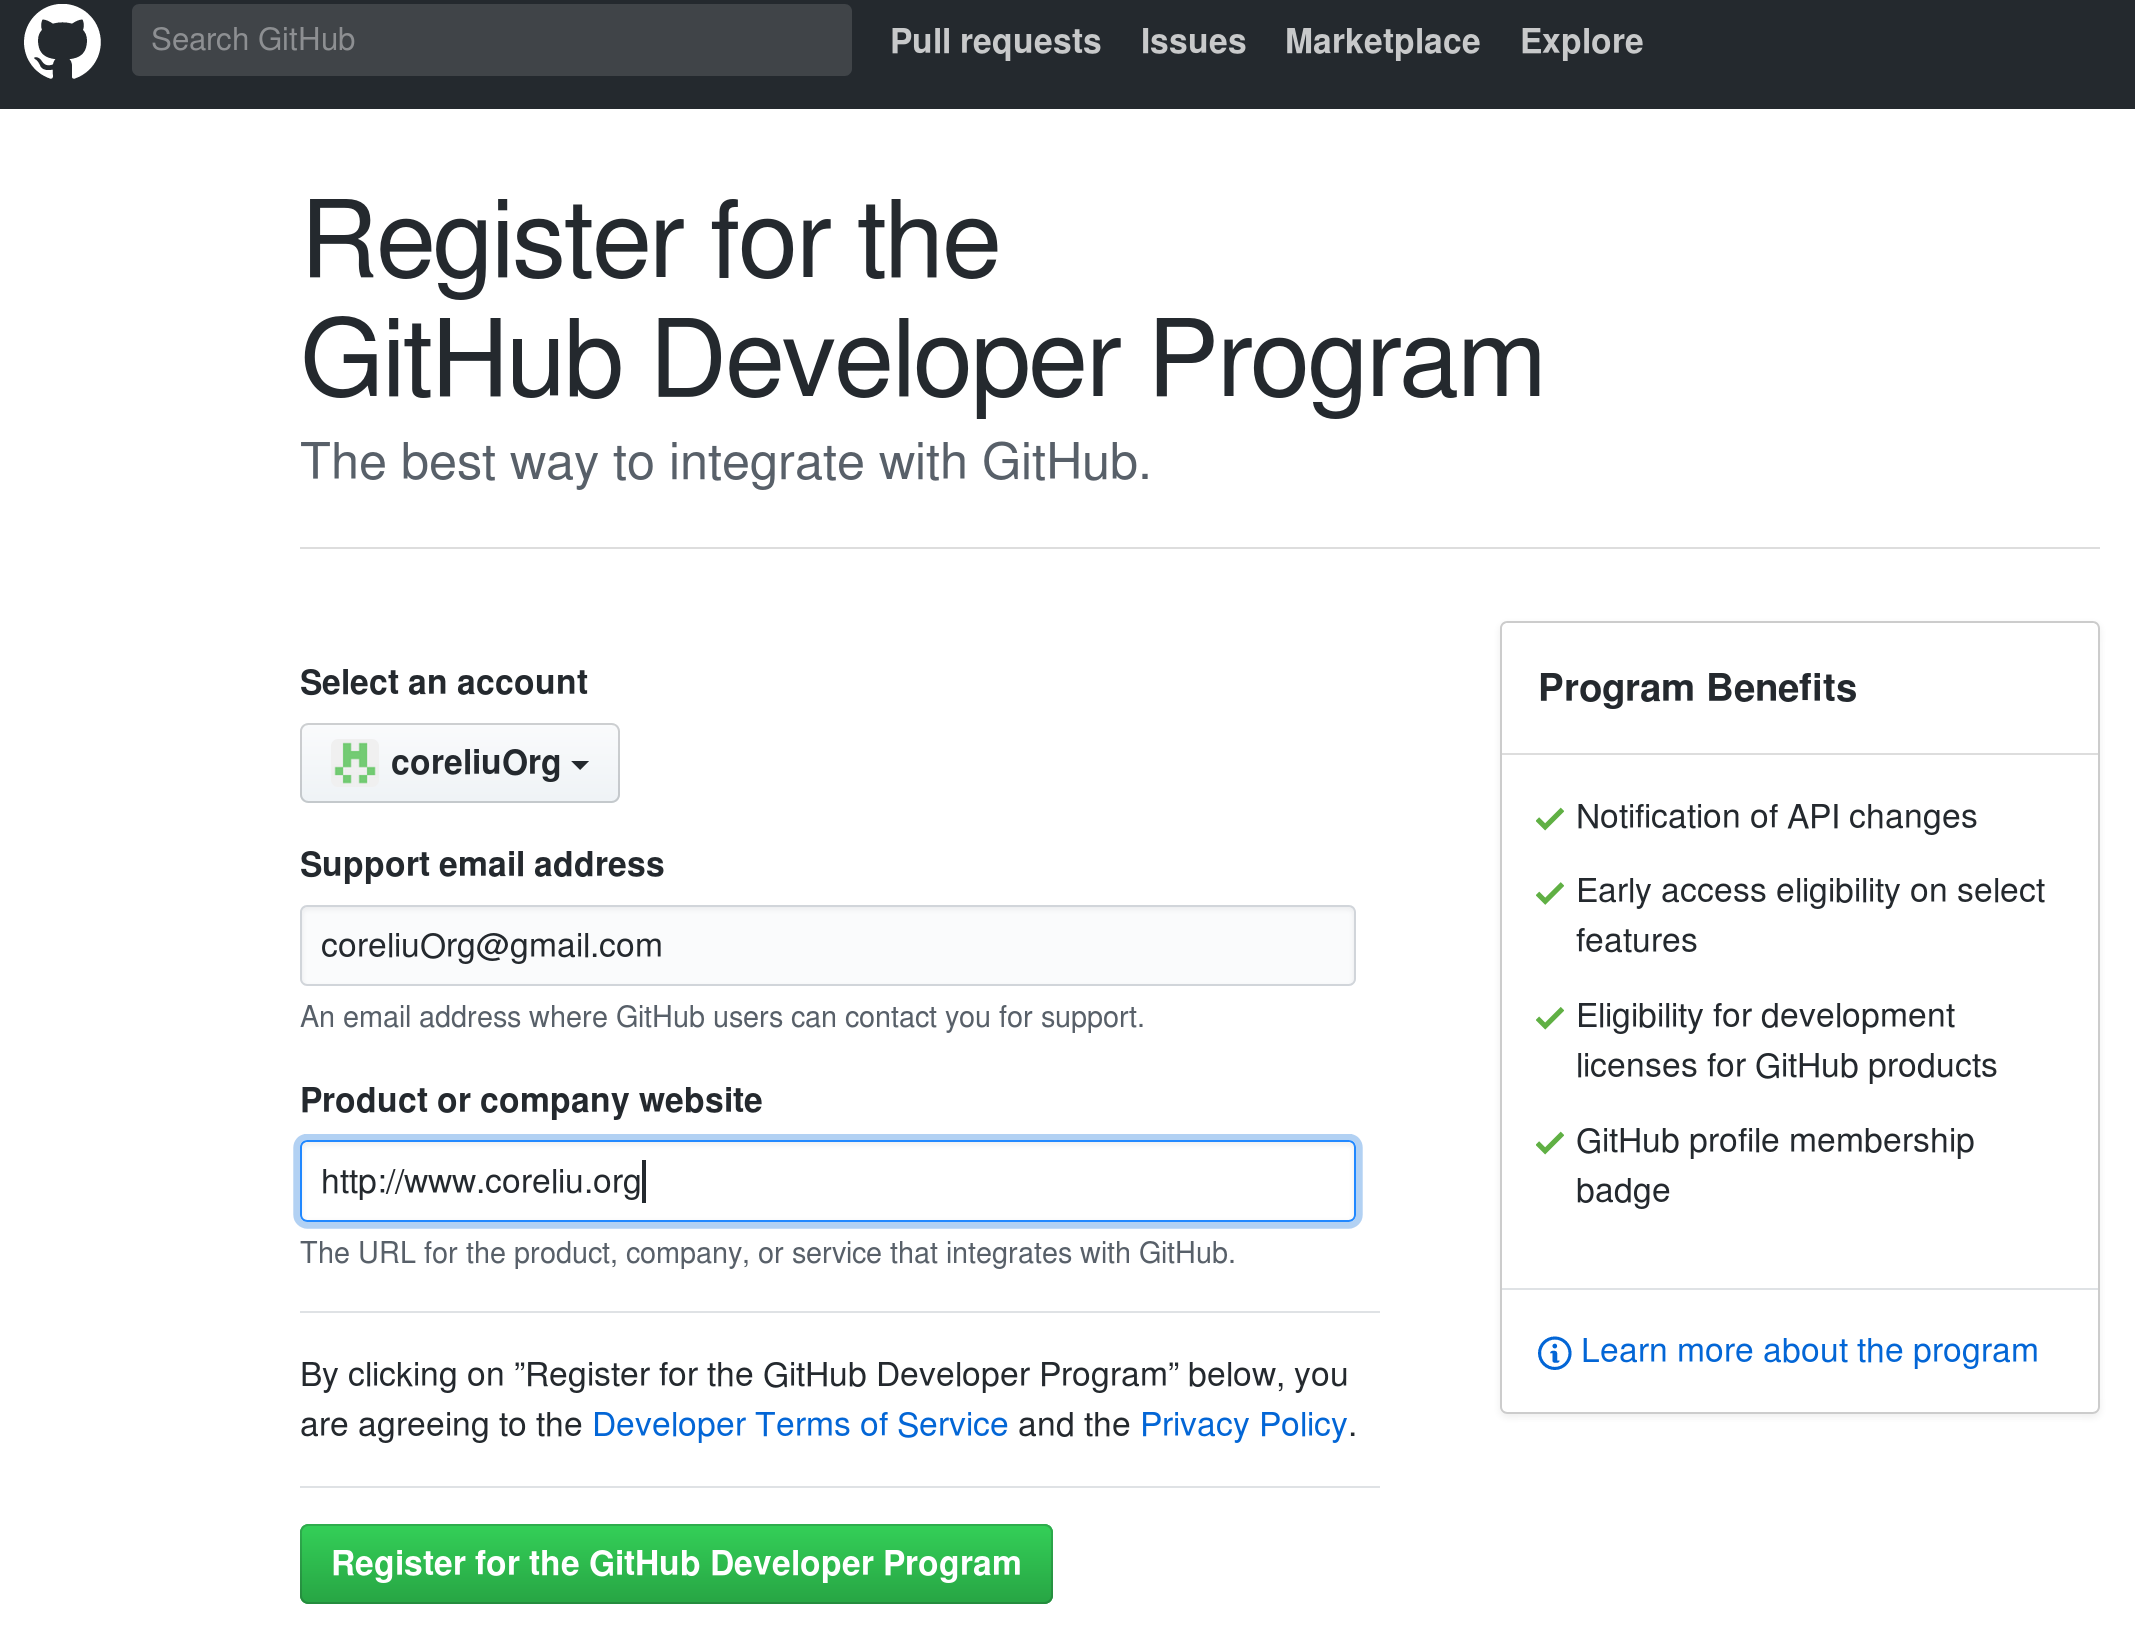 Search GitHub
Pull requests Issues Marketplace Explore
Register for the
GitHub Developer Program
The best way to integrate with GitHub.
Select an account
coreliuOrg
Support email address
coreliuOrg@gmail.com
An email address where GitHub users can contact you for support.
Product or company website
http://www.coreliu.org
The URL for the product, company, or service that integrates with GitHub.
By clicking on ”Register for the GitHub Developer Program” below, you
are agreeing to the Developer Terms of Service and the Privacy Policy.
Register for the GitHub Developer Program
Program Benefits
Notification of API changes
Early access eligibility on select
features
Eligibility for development
licenses for GitHub products
GitHub profile membership
badge
Learn more about the program